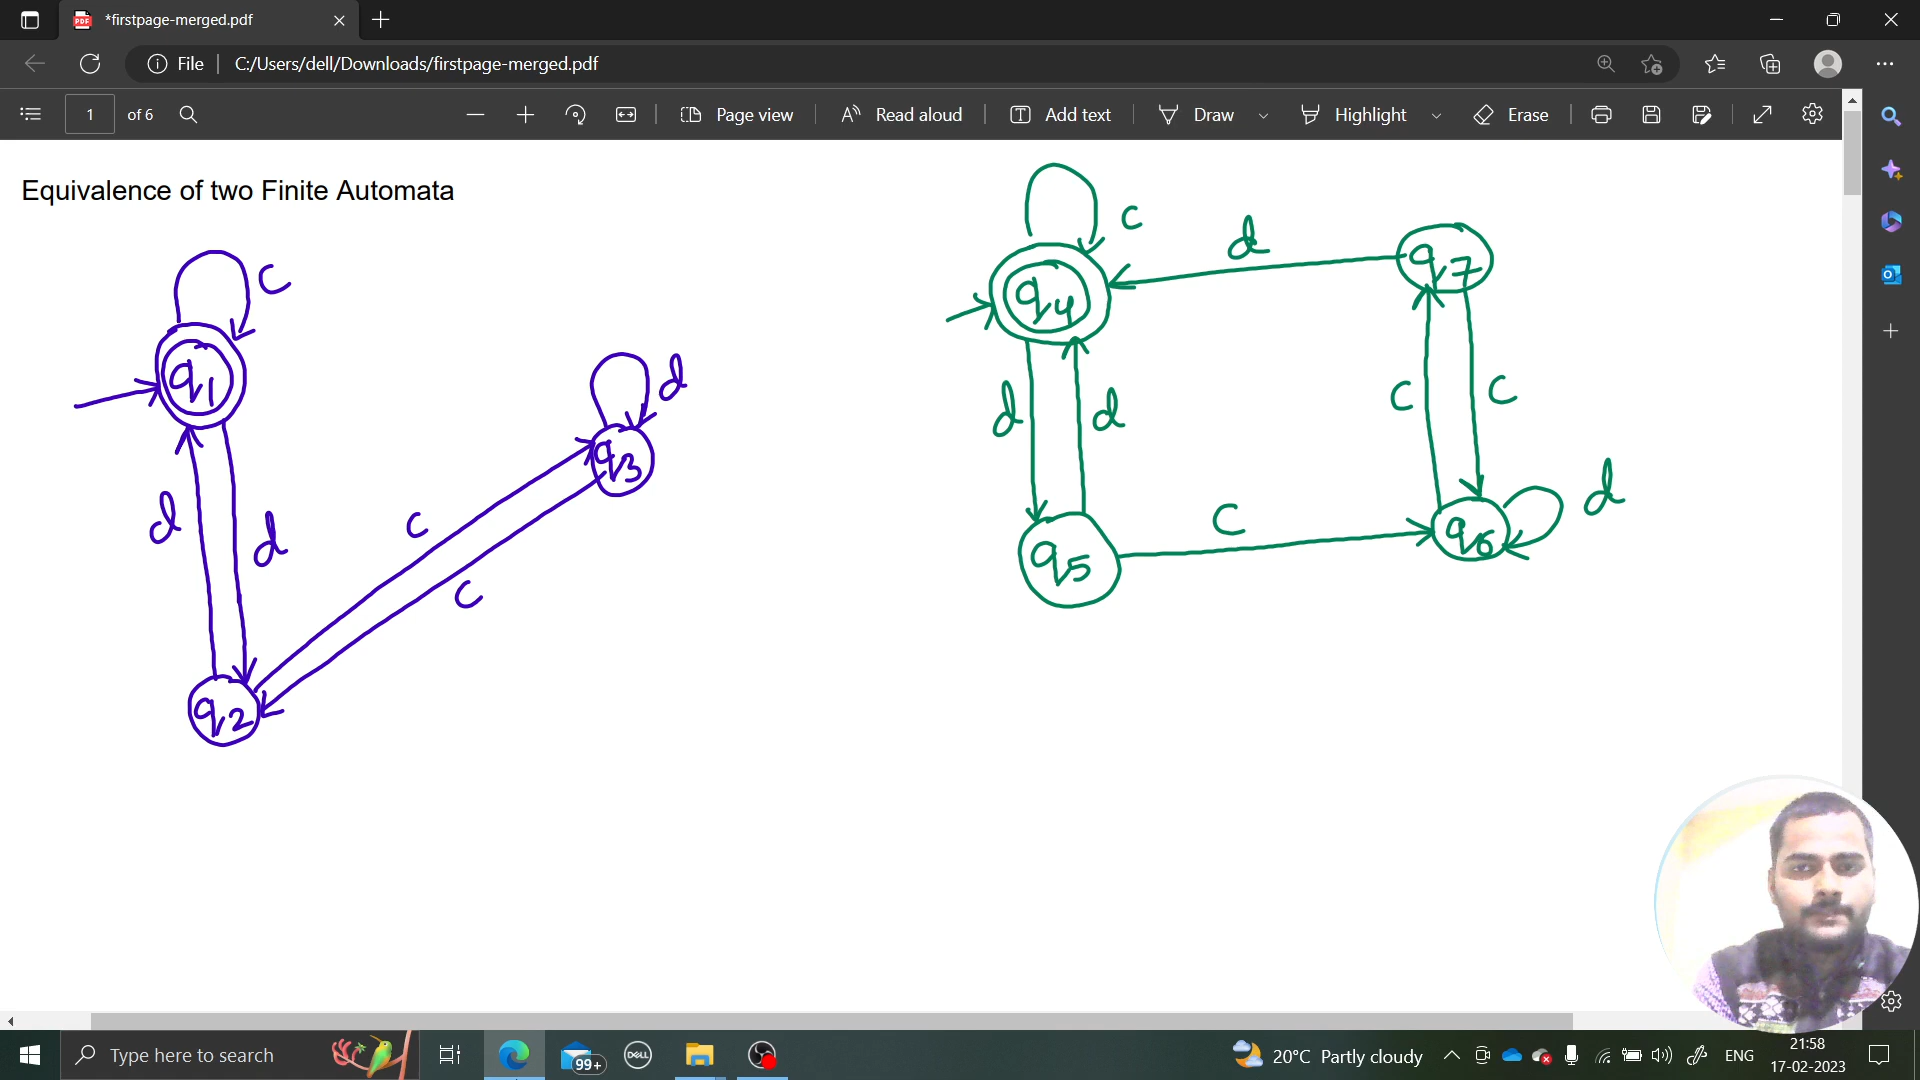 *firstpage-merged.pdf
File C:/Users/dell/Downloads/firstpage-merged.pdf
1 of 6 Page view Read aloud Add text Draw Highlight Erase
Equivalence of two Finite Automata
c
q1
d
d
q2
c
c
q3
d
c
q4
d
q7
d
d
c
c
q5
c
q6
d
Type here to search
99+
DELL
20°C Partly cloudy
ENG
21:58
17-02-2023